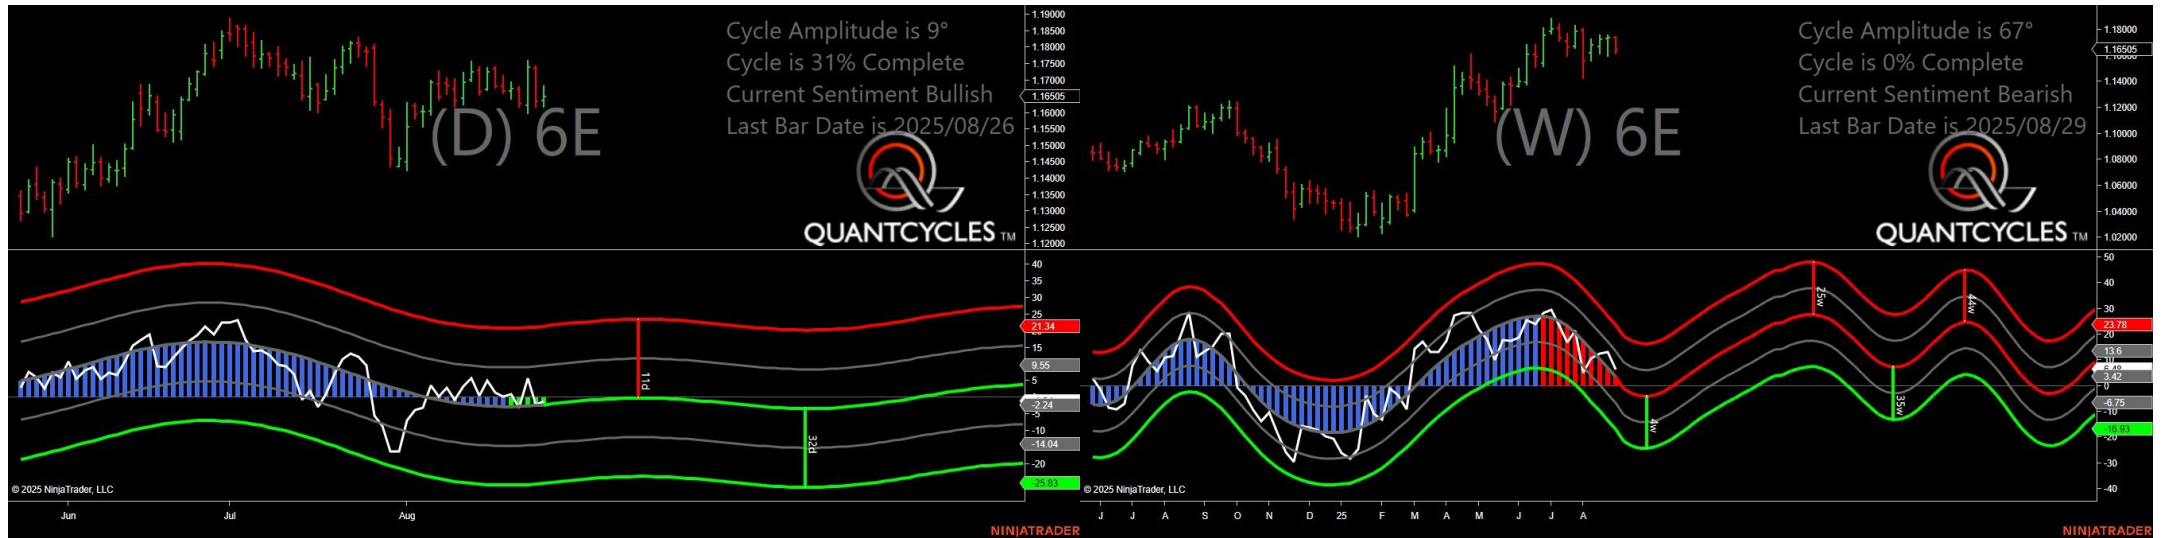 Cycle Amplitude is 9°
Cycle is 31% Complete
Current Sentiment Bullish
Last Bar Date is 2025/08/26
(D) 6E
QUANTCYCLES TM
1.19000
1.18500
1.18000
1.17500
1.17000
1.16505
1.16000
1.15500
1.15000
1.14500
1.14000
1.13500
1.13000
1.12500
1.12000
40
35
30
25
21.34
15
9.55
5
-2.24
-5
-10
-14.04
-20
-25.83
11d
32d
© 2025 NinjaTrader, LLC
Jun Jul Aug
NINJATRADER
Cycle Amplitude is 67°
Cycle is 0% Complete
Current Sentiment Bearish
Last Bar Date is 2025/08/29
(W) 6E
QUANTCYCLES TM
1.18000
1.16505
1.14000
1.12000
1.10000
1.08000
1.06000
1.04000
1.02000
50
40
30
23.78
13.6
10
3.42
0
-6.75
-10
-16.93
-20
-30
-40
4w
25w
35w
44w
© 2025 NinjaTrader, LLC
J J A S O N D 25 F M A M J J A
NINJATRADER